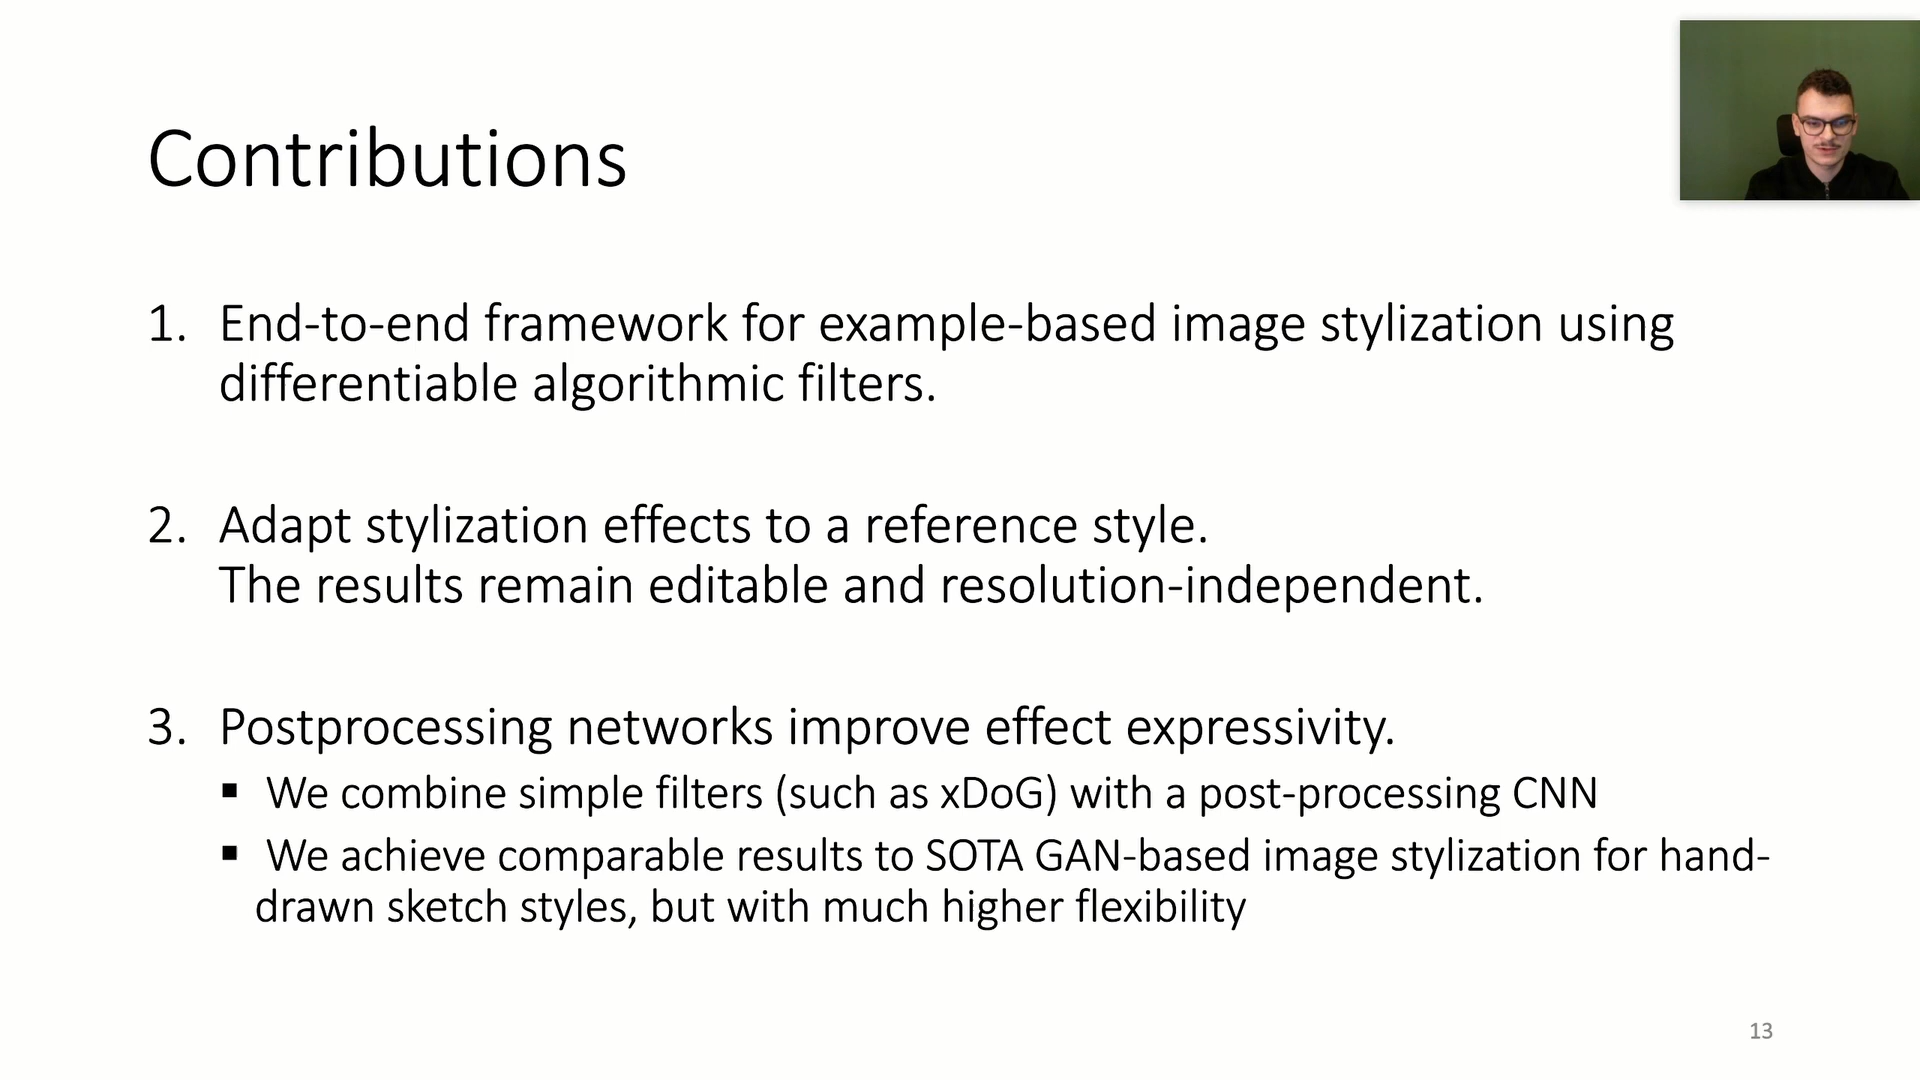 Contributions
1. End-to-end framework for example-based image stylization using
differentiable algorithmic filters.
2. Adapt stylization effects to a reference style.
The results remain editable and resolution-independent.
3. Postprocessing networks improve effect expressivity.
▪ We combine simple filters (such as xDoG) with a post-processing CNN
▪ We achieve comparable results to SOTA GAN-based image stylization for hand-
drawn sketch styles, but with much higher flexibility
13